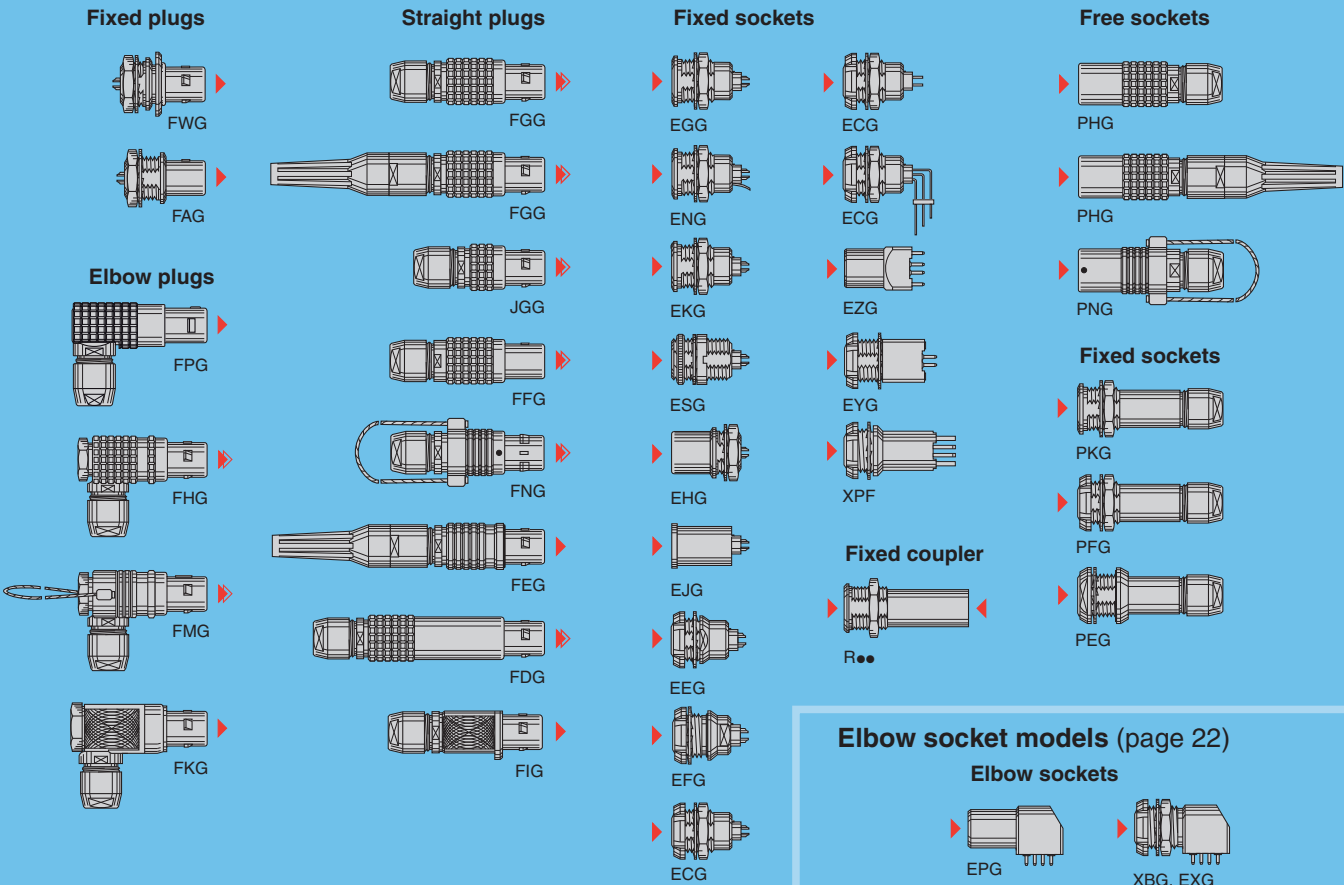 Fixed plugs
FWG
FAG
Elbow plugs
FPG
FHG
FMG
FKG
Straight plugs
FGG
FGG
JGG
FFG
FNG
FEG
FDG
FIG
Fixed sockets
EGG
ENG
EKG
ESG
EHG
EJG
EEG
EFG
ECG
ECG
ECG
EZG
EYG
XPF
Fixed coupler
R●●
Free sockets
PHG
PHG
PNG
Fixed sockets
PKG
PFG
PEG
Elbow socket models (page 22)
Elbow sockets
EPG
XBG, EXG